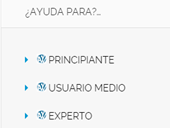 ¿AYUDA PARA?...
PRINCIPIANTE
USUARIO MEDIO
EXPERTO